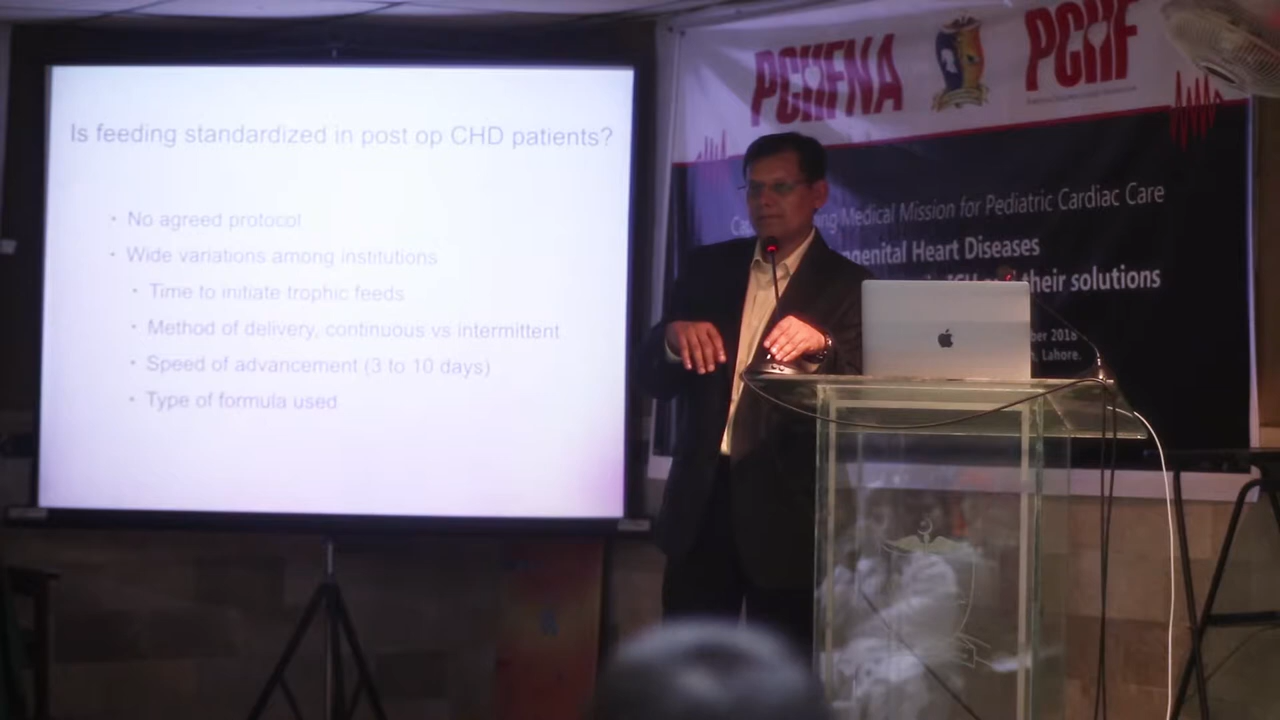 Is feeding standardized in post op CHD patients?
• No agreed protocol
• Wide variations among institutions
• Time to initiate trophic feeds
• Method of delivery, continuous vs intermittent
• Speed of advancement (3 to 10 days)
• Type of formula used
PCHFNA
PCHF
Medical Mission for Pediatric Cardiac Care
Heart Diseases
their solutions
2018
Lahore.